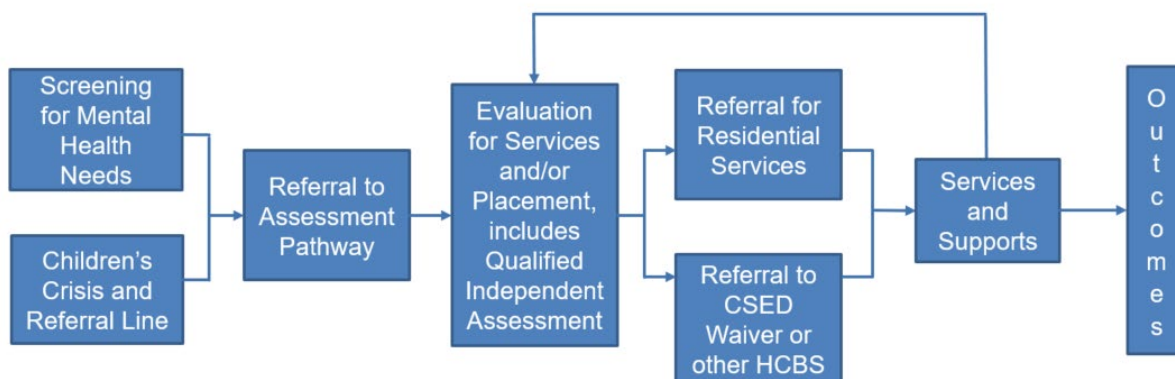 Screening
for Mental
Health
Needs
Children's
Crisis and
Referral Line
Referral to
Assessment
Pathway
Evaluation
for Services
and/or
Placement,
includes
Qualified
Independent
Assessment
Referral for
Residential
Services
Referral to
CSED
Waiver or
other HCBS
Services
and
Supports
O
u
t
c
o
m
e
s